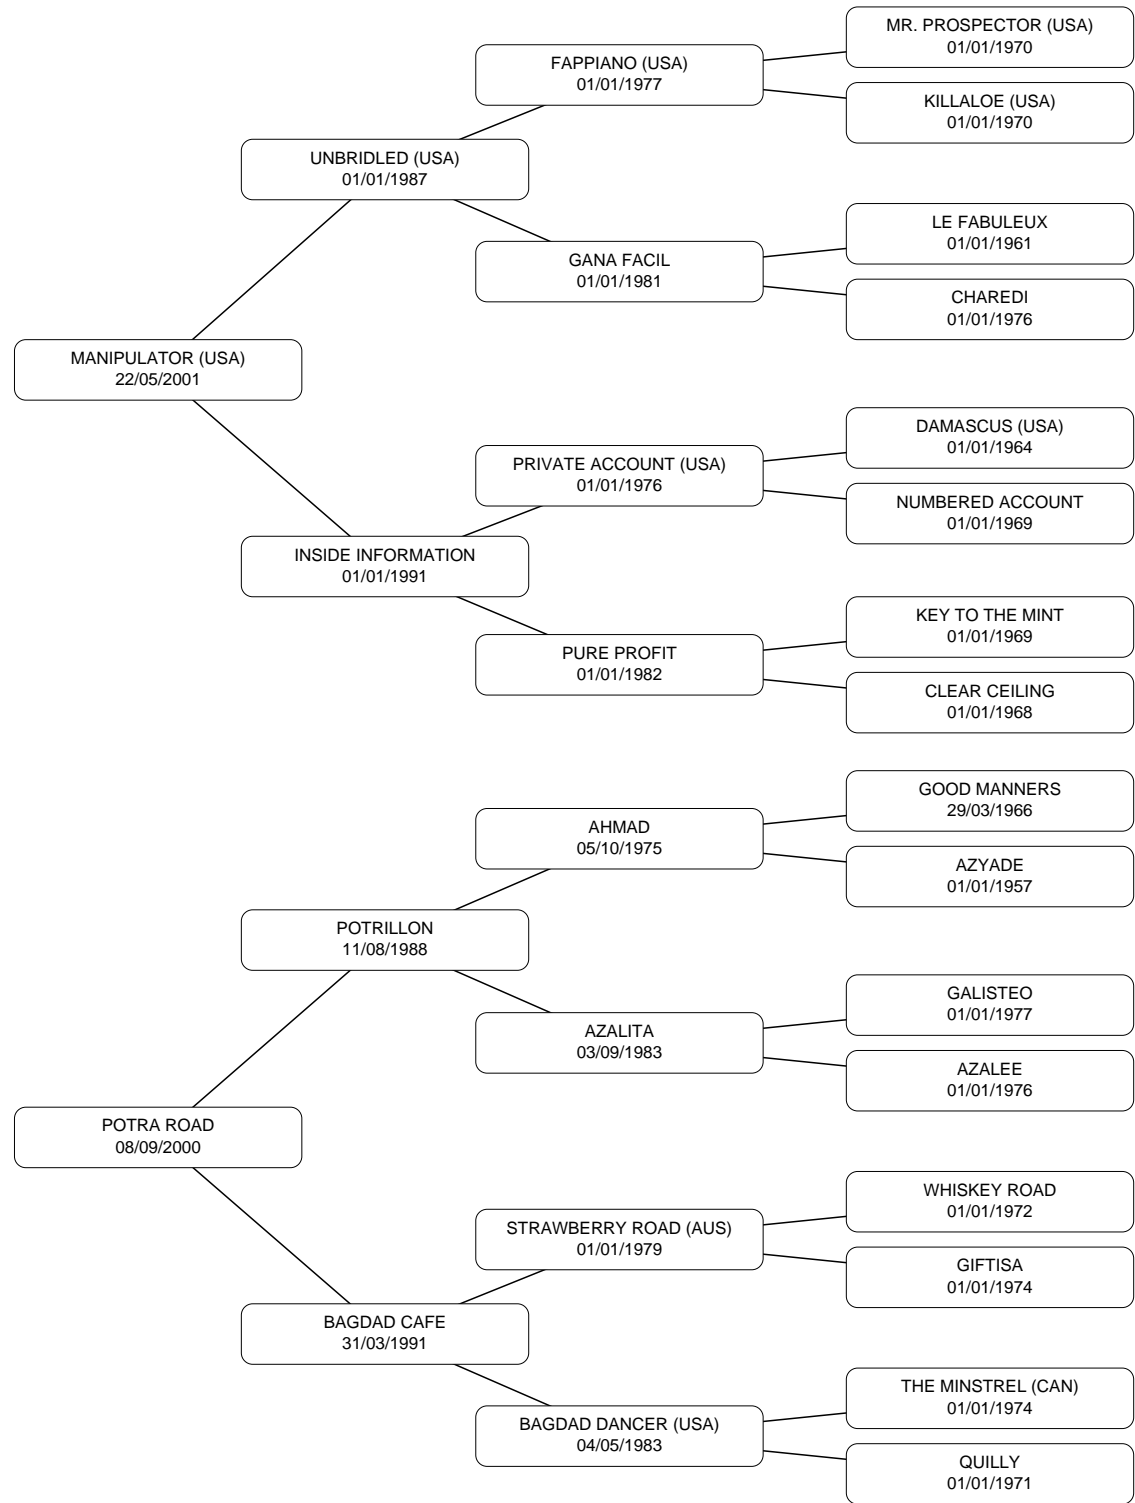 MR. PROSPECTOR (USA)
01/01/1970
FAPPIANO (USA)
01/01/1977
KILLALOE (USA)
01/01/1970
UNBRIDLED (USA)
01/01/1987
LE FABULEUX
01/01/1961
GANA FACIL
01/01/1981
CHAREDI
01/01/1976
MANIPULATOR (USA)
22/05/2001
DAMASCUS (USA)
01/01/1964
PRIVATE ACCOUNT (USA)
01/01/1976
NUMBERED ACCOUNT
01/01/1969
INSIDE INFORMATION
01/01/1991
KEY TO THE MINT
01/01/1969
PURE PROFIT
01/01/1982
CLEAR CEILING
01/01/1968
GOOD MANNERS
29/03/1966
AHMAD
05/10/1975
AZYADE
01/01/1957
POTRILLON
11/08/1988
GALISTEO
01/01/1977
AZALITA
03/09/1983
AZALEE
01/01/1976
POTRA ROAD
08/09/2000
WHISKEY ROAD
01/01/1972
STRAWBERRY ROAD (AUS)
01/01/1979
GIFTISA
01/01/1974
BAGDAD CAFE
31/03/1991
THE MINSTREL (CAN)
01/01/1974
BAGDAD DANCER (USA)
04/05/1983
QUILLY
01/01/1971